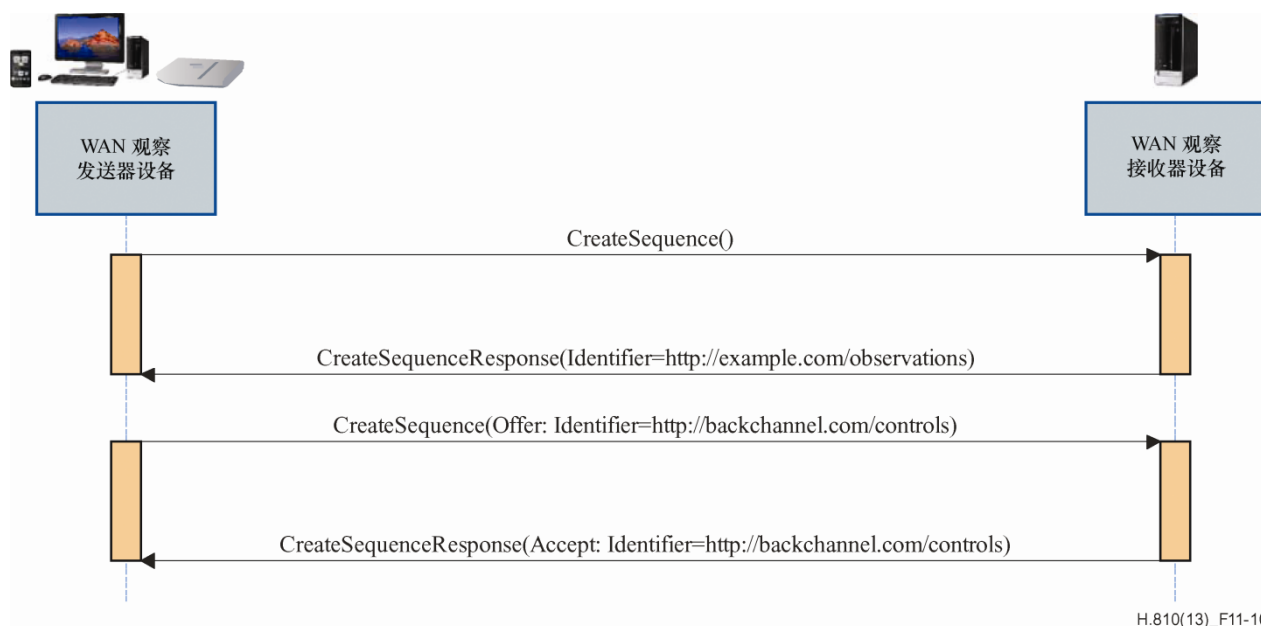 WAN 观察
发送器设备
WAN 观察
接收器设备
CreateSequence()
CreateSequenceResponse(Identifier=http://example.com/observations)
CreateSequence(Offer: Identifier=http://backchannel.com/controls)
CreateSequenceResponse(Accept: Identifier=http://backchannel.com/controls)
H.810(13)_F11-10